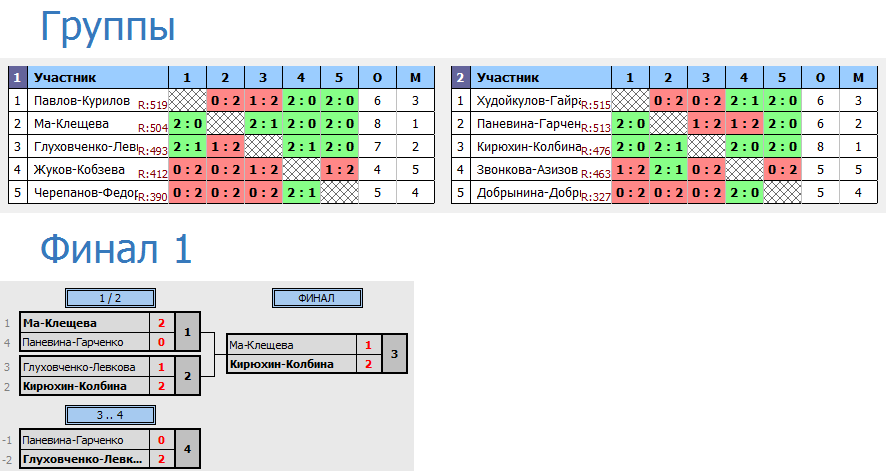 Группы
1 Участник 1 2 3 4 5 О М
1 Павлов-Курилов R:519 0 : 2 1 : 2 2 : 0 2 : 0 6 3
2 Ма-Клещева R:504 2 : 0 2 : 1 2 : 0 2 : 0 8 1
3 Глуховченко-Левк R:493 2 : 1 1 : 2 2 : 1 2 : 0 7 2
4 Жуков-Кобзева R:412 0 : 2 0 : 2 1 : 2 1 : 2 4 5
5 Черепанов-Федор R:390 0 : 2 0 : 2 0 : 2 2 : 1 5 4
2 Участник 1 2 3 4 5 О М
1 Худойкулов-Гайра R:515 0 : 2 0 : 2 2 : 1 2 : 0 6 3
2 Паневина-Гарчен R:513 2 : 0 1 : 2 1 : 2 2 : 0 6 2
3 Кирюхин-Колбина R:476 2 : 0 2 : 1 2 : 0 2 : 0 8 1
4 Звонкова-Азизов R:463 1 : 2 2 : 1 0 : 2 0 : 2 5 5
5 Добрынина-Добры R:327 0 : 2 0 : 2 0 : 2 2 : 0 5 4
Финал 1
1 / 2 ФИНАЛ
1 Ма-Клещева 2 1
4 Паневина-Гарченко 0
Ма-Клещева 1 3
Кирюхин-Колбина 2
3 Глуховченко-Левкова 1 2
2 Кирюхин-Колбина 2
3 .. 4
-1 Паневина-Гарченко 0 4
-2 Глуховченко-Левк... 2